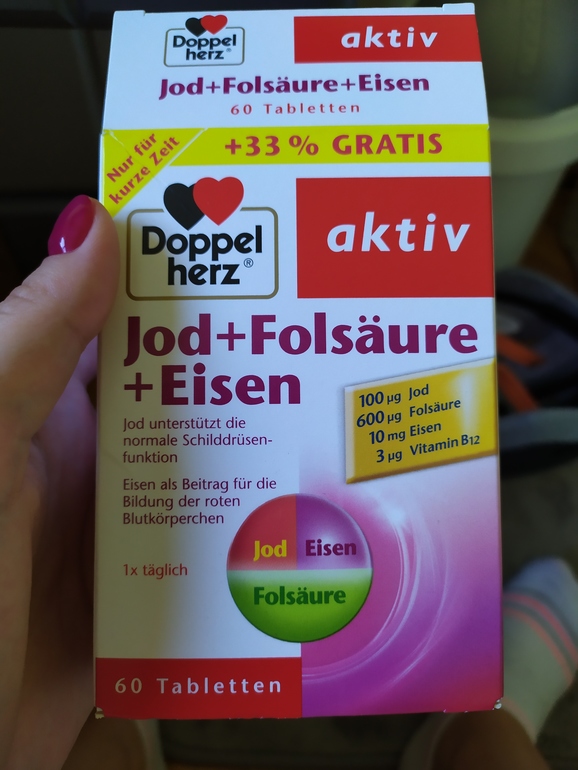 Doppel
herz®
aktiv
Jod+Folsäure+Eisen
60 Tabletten
Nur für
kurze Zeit
+33% GRATIS
Doppel
herz®
aktiv
Jod+Folsäure
+Eisen
100 µg Jod
600 µg Folsäure
10 mg Eisen
3 µg Vitamin B12
Jod unterstützt die
normale Schilddrüsen-
funktion
Eisen als Beitrag für die
Bildung der roten
Blutkörperchen
1x täglich
Jod Eisen
Folsäure
60 Tabletten